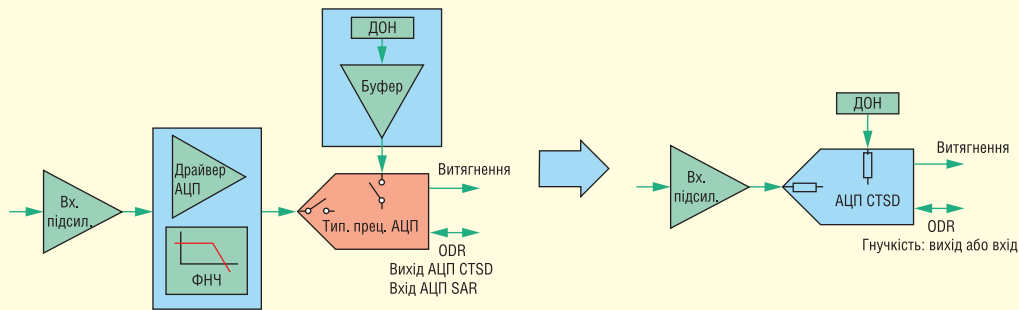 ДОН
Буфер
Драйвер
АЦП
Вх.
підсил.
ФНЧ
Тип. прец. АЦП
Витягнення
ODR
Вихід АЦП CTSD
Вхід АЦП SAR
ДОН
Вх.
підсил.
АЦП CTSD
Витягнення
ODR
Гнучкість: вихід або вхід